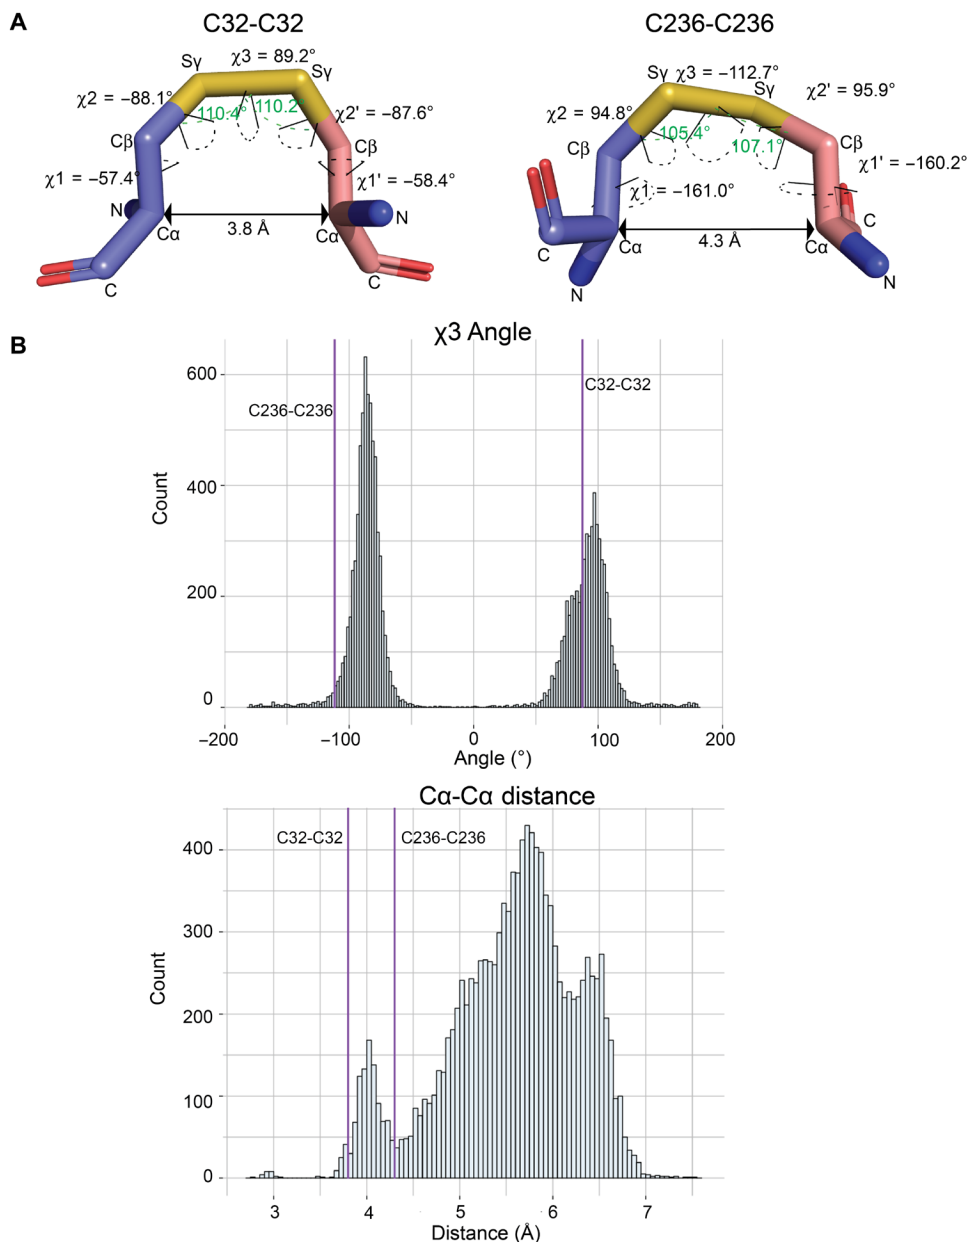 A
C32-C32
C236-C236
Sγ
χ3 = 89.2°
Sγ
χ2 = −88.1°
110.4°
110.2°
χ2' = −87.6°
Cβ
Cβ
χ1 = −57.4°
χ1' = −58.4°
N
N
3.8 Å
Cα
Cα
C
C
Sγ
χ3 = −112.7°
Sγ
χ2' = 95.9°
χ2 = 94.8°
105.4°
107.1°
Cβ
Cβ
χ1' = −160.2°
χ1 = −161.0°
C
C
Cα
4.3 Å
Cα
N
N
B
χ3 Angle
600
400
200
0
Count
C236-C236
C32-C32
−200
−100
0
100
200
Angle (°)
Cα-Cα distance
400
300
200
100
0
Count
C32-C32
C236-C236
3
4
5
6
7
Distance (Å)